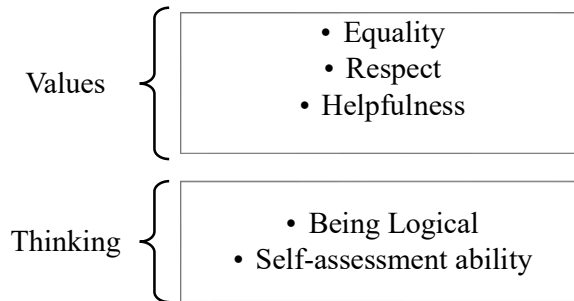 Values
• Equality
• Respect
• Helpfulness
Thinking
• Being Logical
• Self-assessment ability